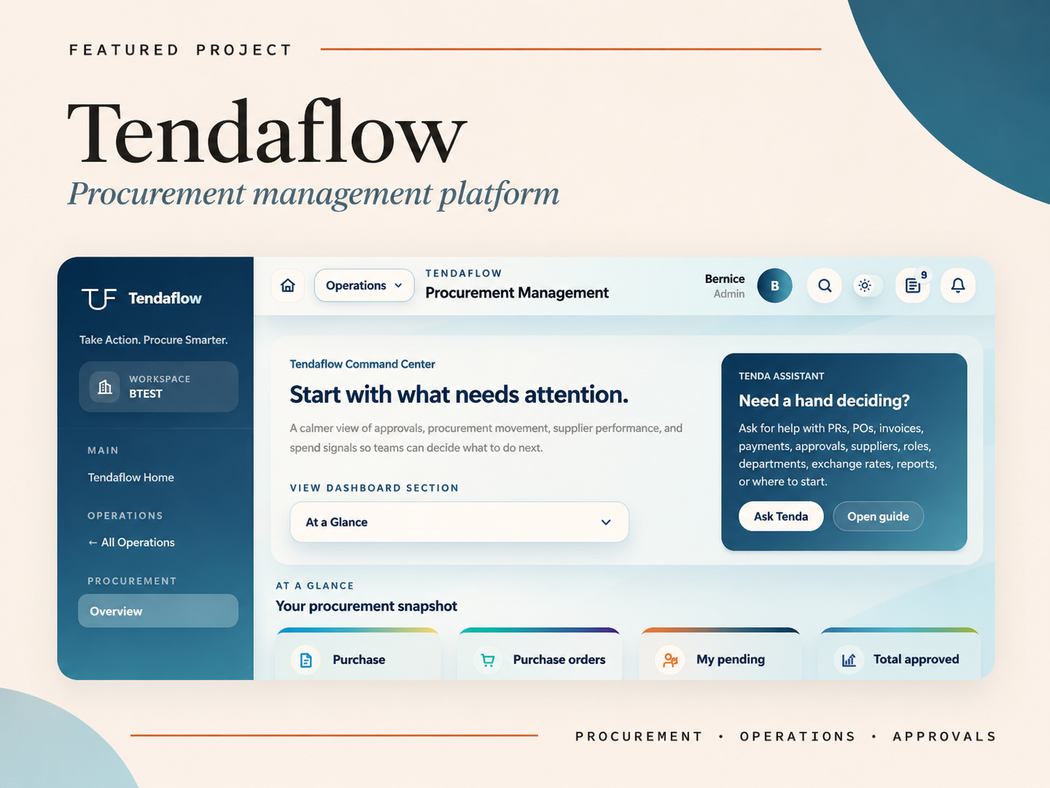 FEATURED PROJECT
Tendaflow
Procurement management platform
TF Tendaflow
Take Action. Procure Smarter.
WORKSPACE
BTEST
MAIN
Tendaflow Home
OPERATIONS
← All Operations
PROCUREMENT
Overview
Operations
TENDAFLOW
Procurement Management
Bernice
Admin
B
9
Tendaflow Command Center
Start with what needs attention.
A calmer view of approvals, procurement movement, supplier performance, and
spend signals so teams can decide what to do next.
VIEW DASHBOARD SECTION
At a Glance
TENDA ASSISTANT
Need a hand deciding?
Ask for help with PRs, POs, invoices,
payments, approvals, suppliers, roles,
departments, exchange rates, reports,
or where to start.
Ask Tenda
Open guide
AT A GLANCE
Your procurement snapshot
Purchase
Purchase orders
My pending
Total approved
PROCUREMENT • OPERATIONS • APPROVALS